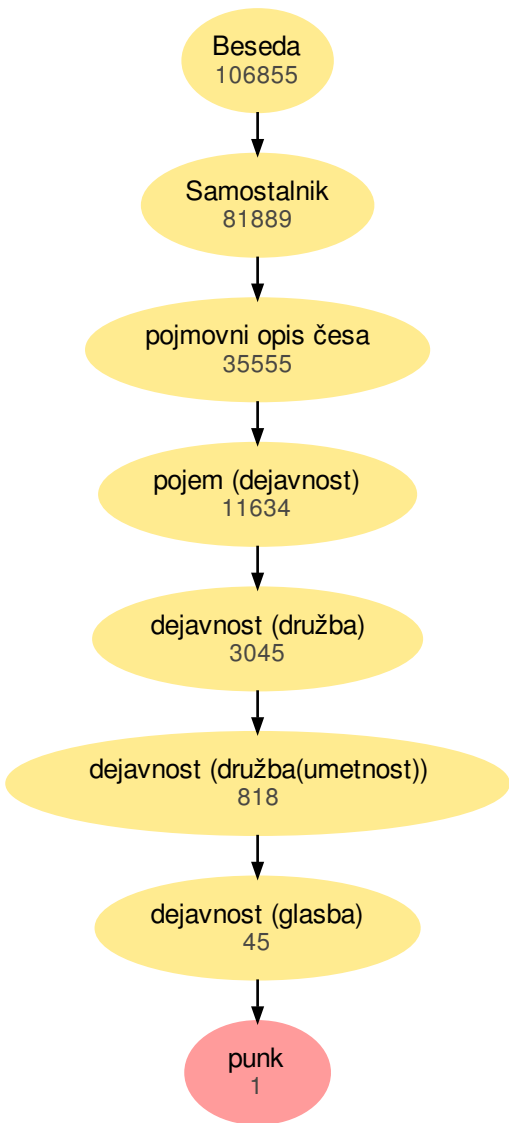 Beseda
106855
Samostalnik
81889
pojmovni opis česa
35555
pojem (dejavnost)
11634
dejavnost (družba)
3045
dejavnost (družba(umetnost))
818
dejavnost (glasba)
45
punk
1